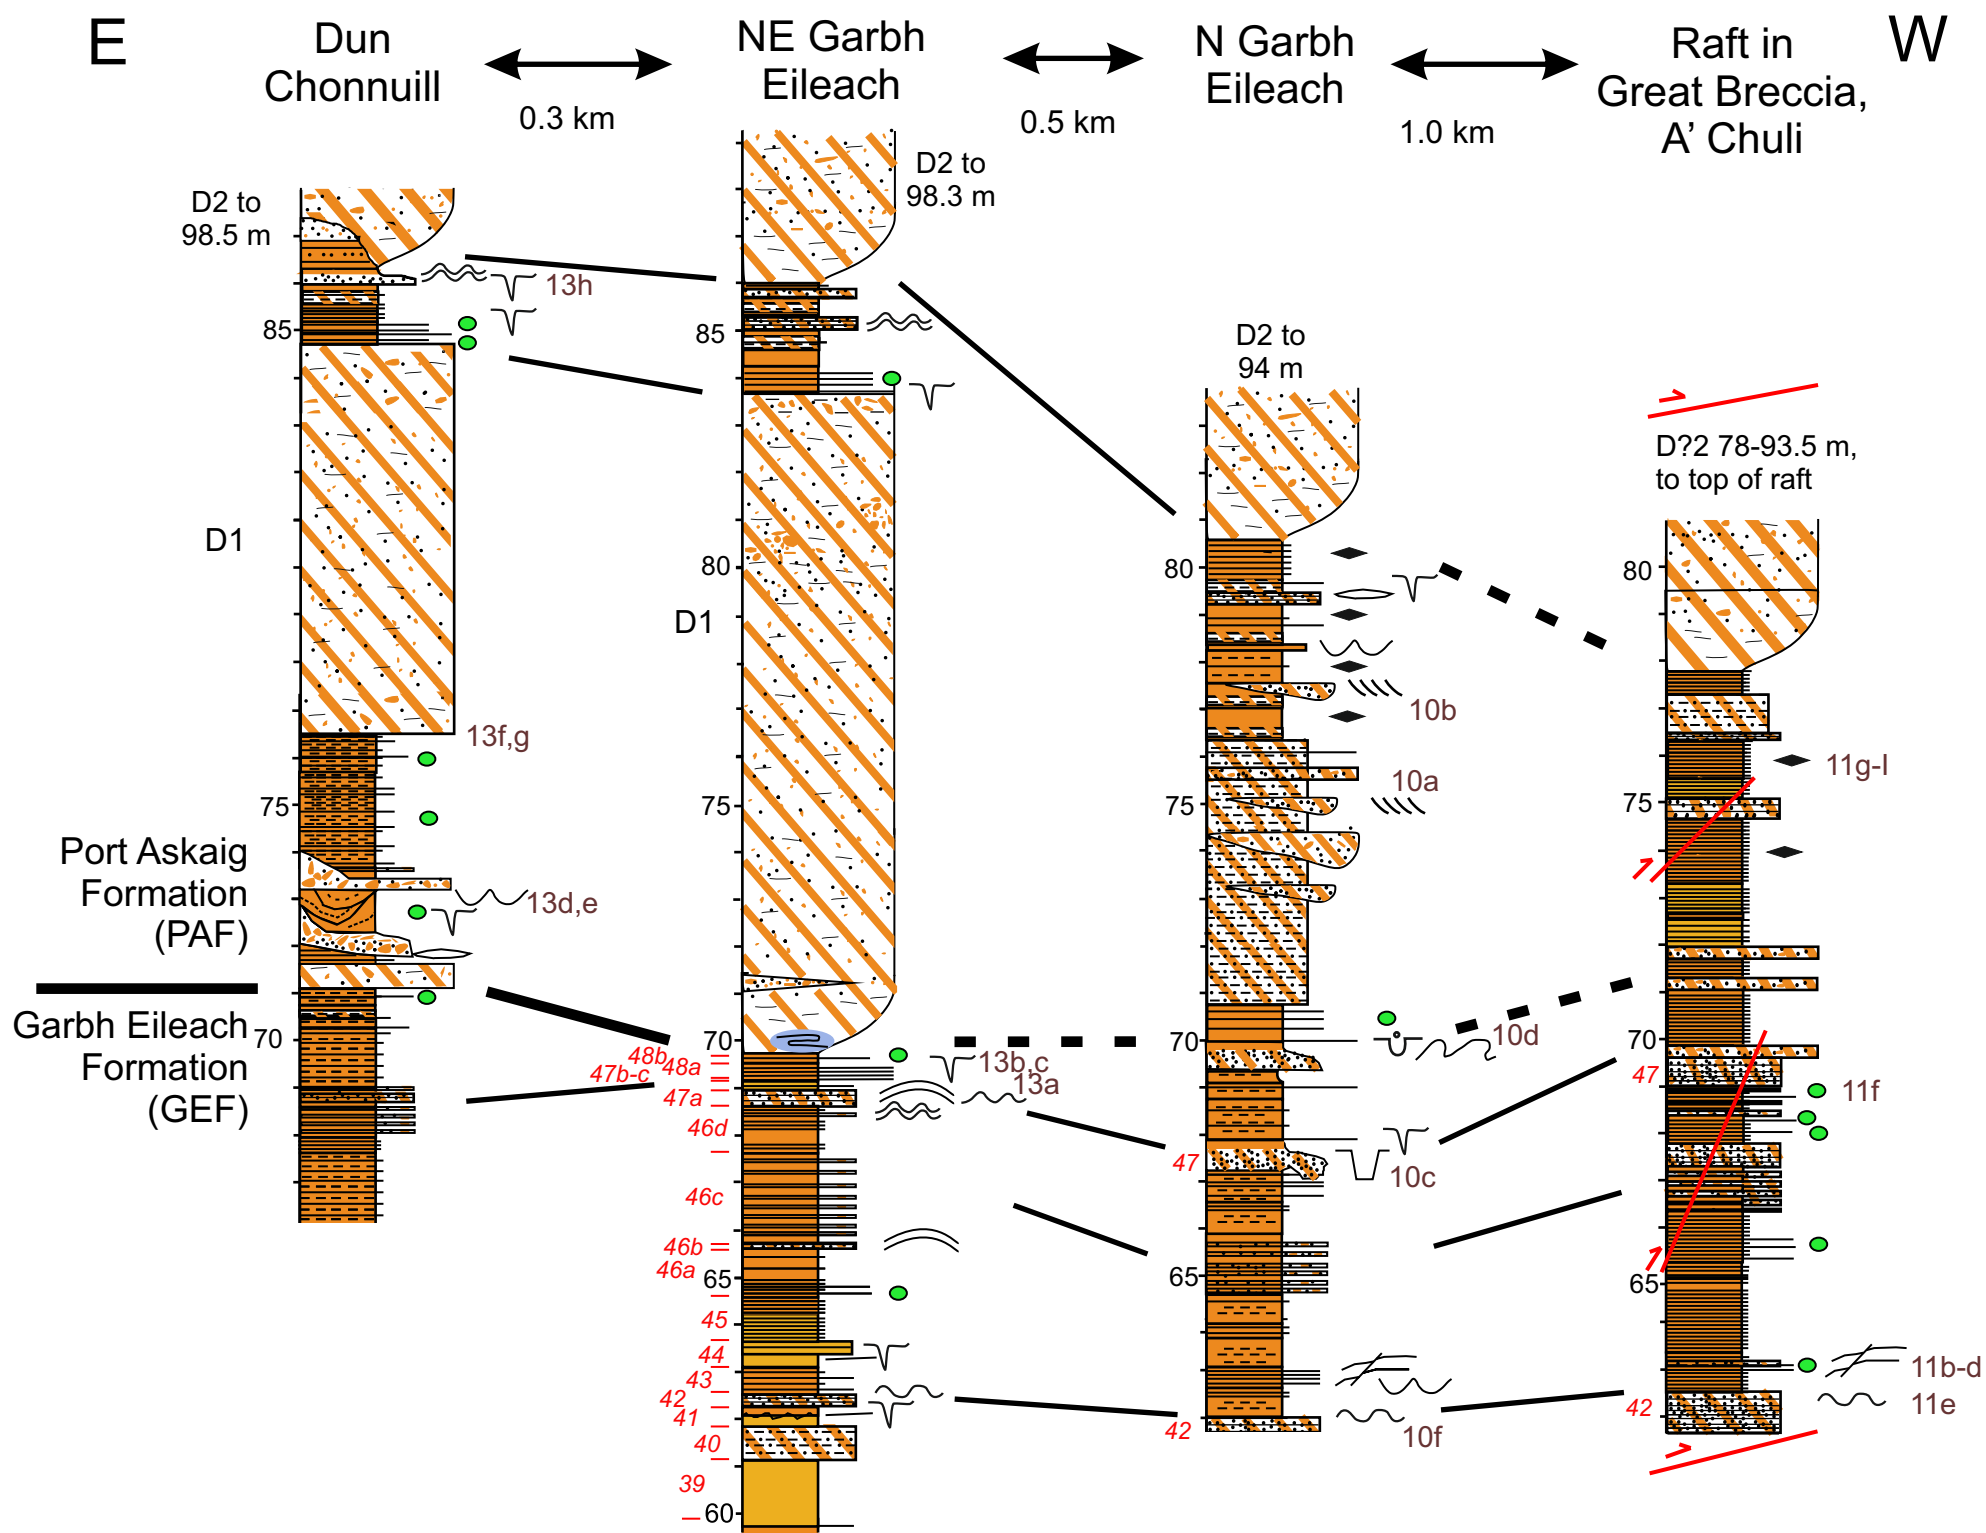 E
Dun
Chonnuill
0.3 km
NE Garbh
Eileach
0.5 km
N Garbh
Eileach
1.0 km
Raft in
Great Breccia,
A’ Chuli
W
D2 to
98.5 m
13h
85
D1
13f,g
75
13d,e
Port Askaig
Formation
(PAF)
Garbh Eileach
Formation
(GEF)
70
D2 to
98.3 m
85
80
D1
75
70
48b
48a
47b-c
47a
46d
46c
46b
46a
65
45
44
43
42
41
40
39
60
13b,c
13a
D2 to
94 m
80
10b
10a
75
70
10d
47
10c
65
42
10f
D?2 78-93.5 m,
to top of raft
80
11g-l
75
70
47
11f
65
11b-d
42
11e